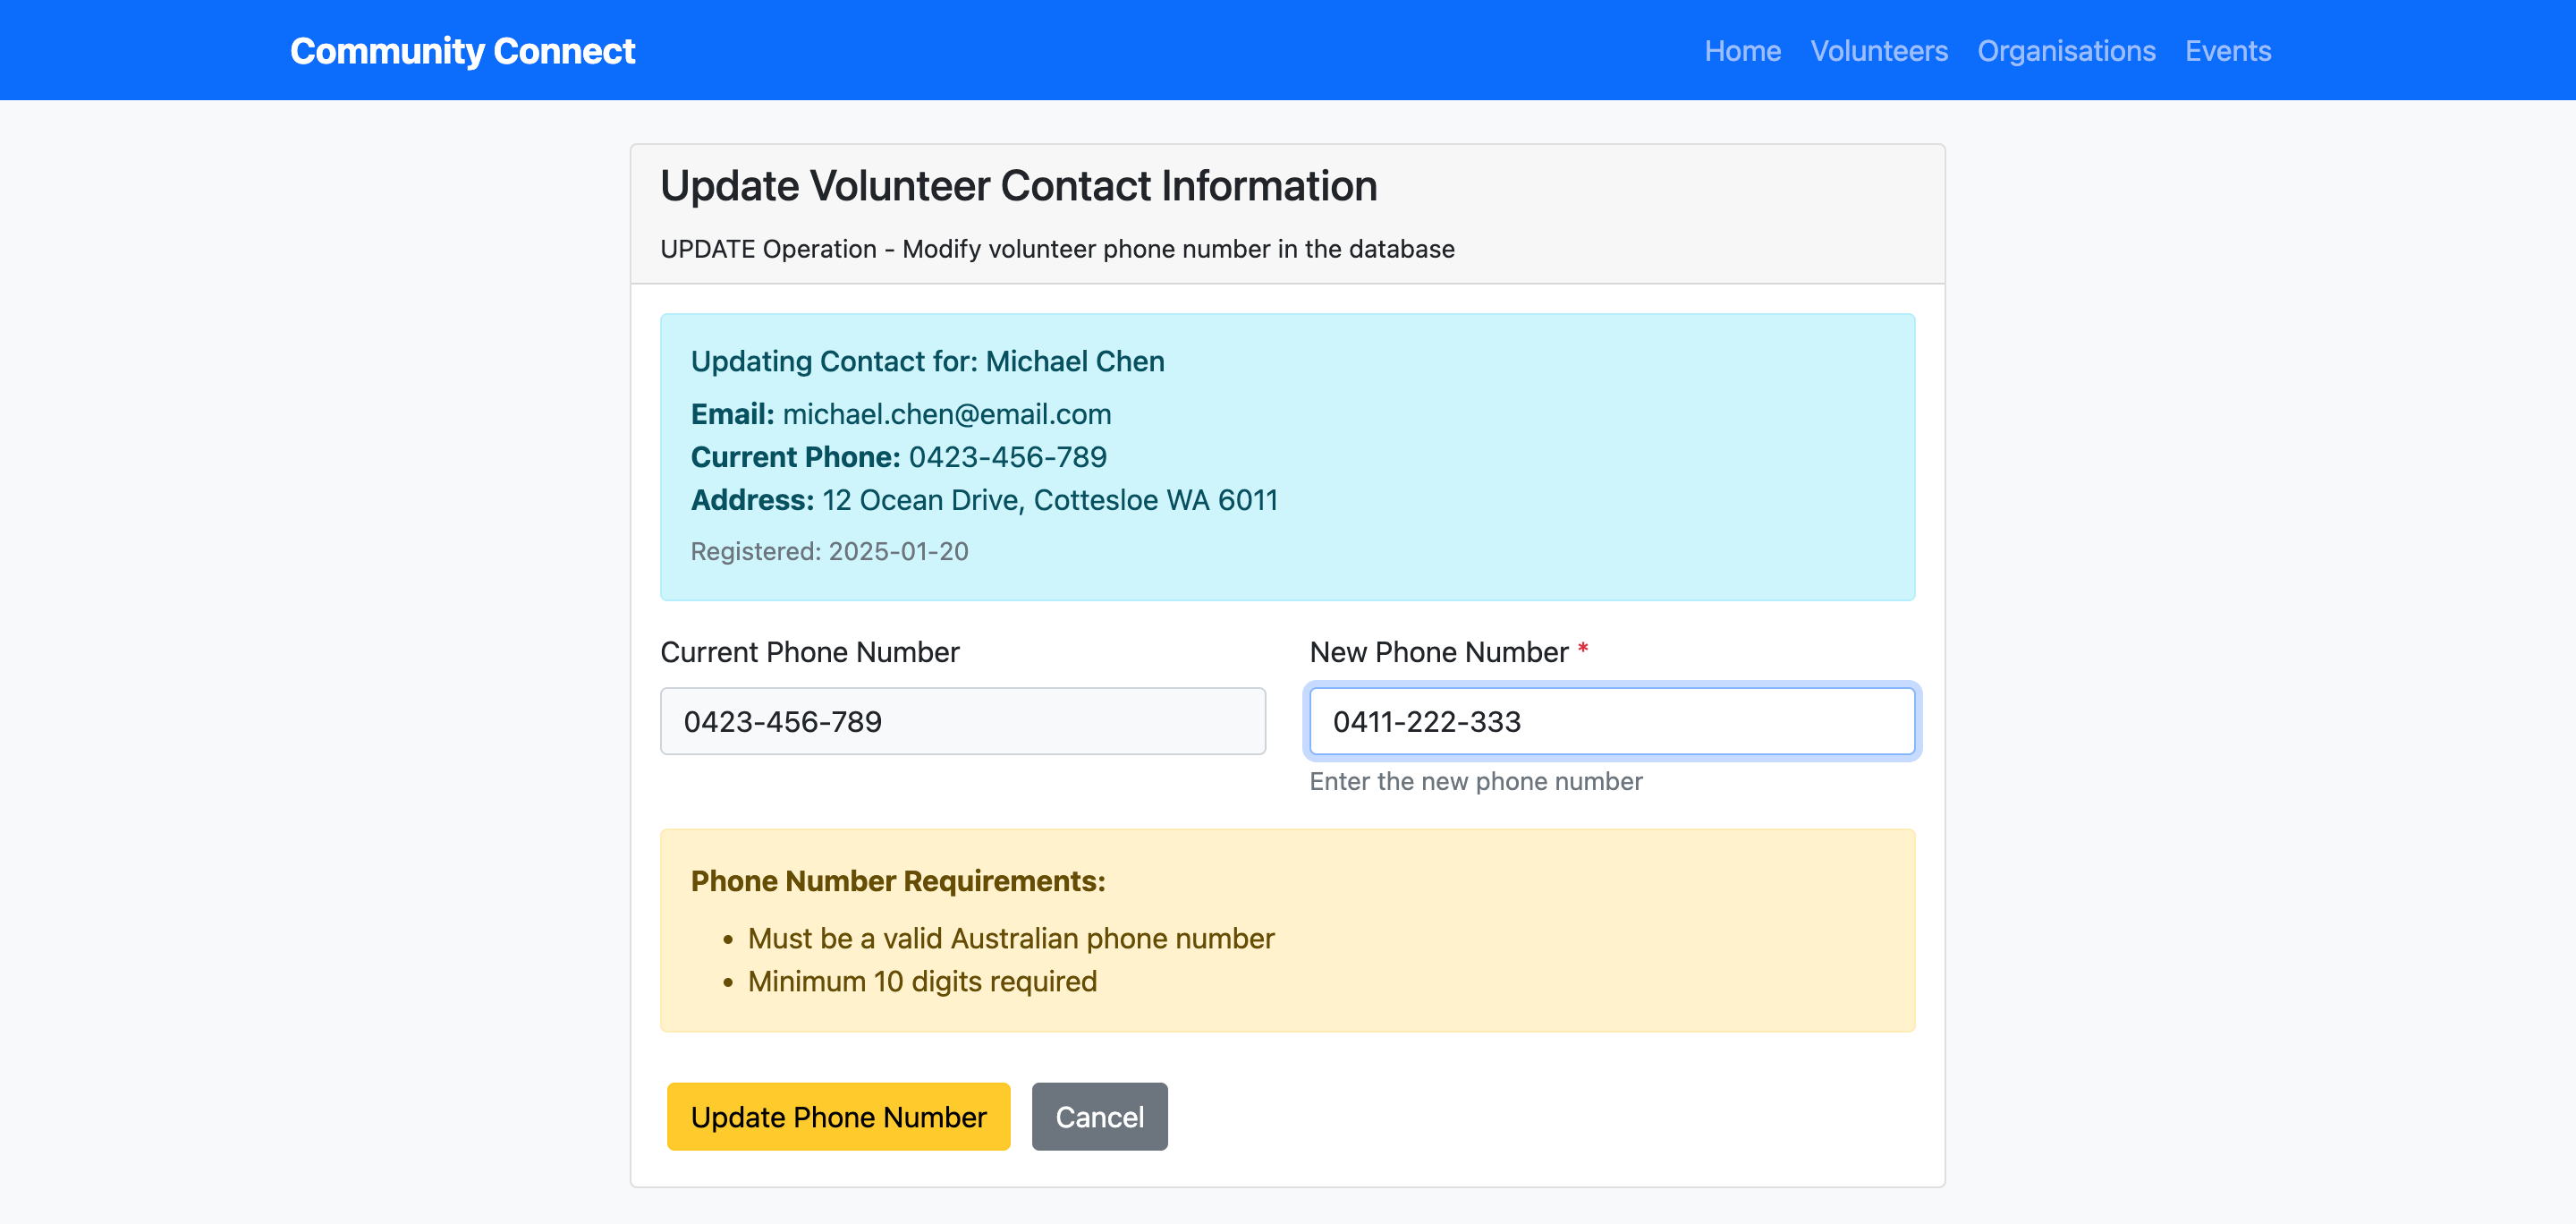 Community Connect
Home Volunteers Organisations Events
Update Volunteer Contact Information
UPDATE Operation - Modify volunteer phone number in the database
Updating Contact for: Michael Chen
Email: michael.chen@email.com
Current Phone: 0423-456-789
Address: 12 Ocean Drive, Cottesloe WA 6011
Registered: 2025-01-20
Current Phone Number
0423-456-789
New Phone Number *
0411-222-333
Enter the new phone number
Phone Number Requirements:
• Must be a valid Australian phone number
• Minimum 10 digits required
Update Phone Number Cancel